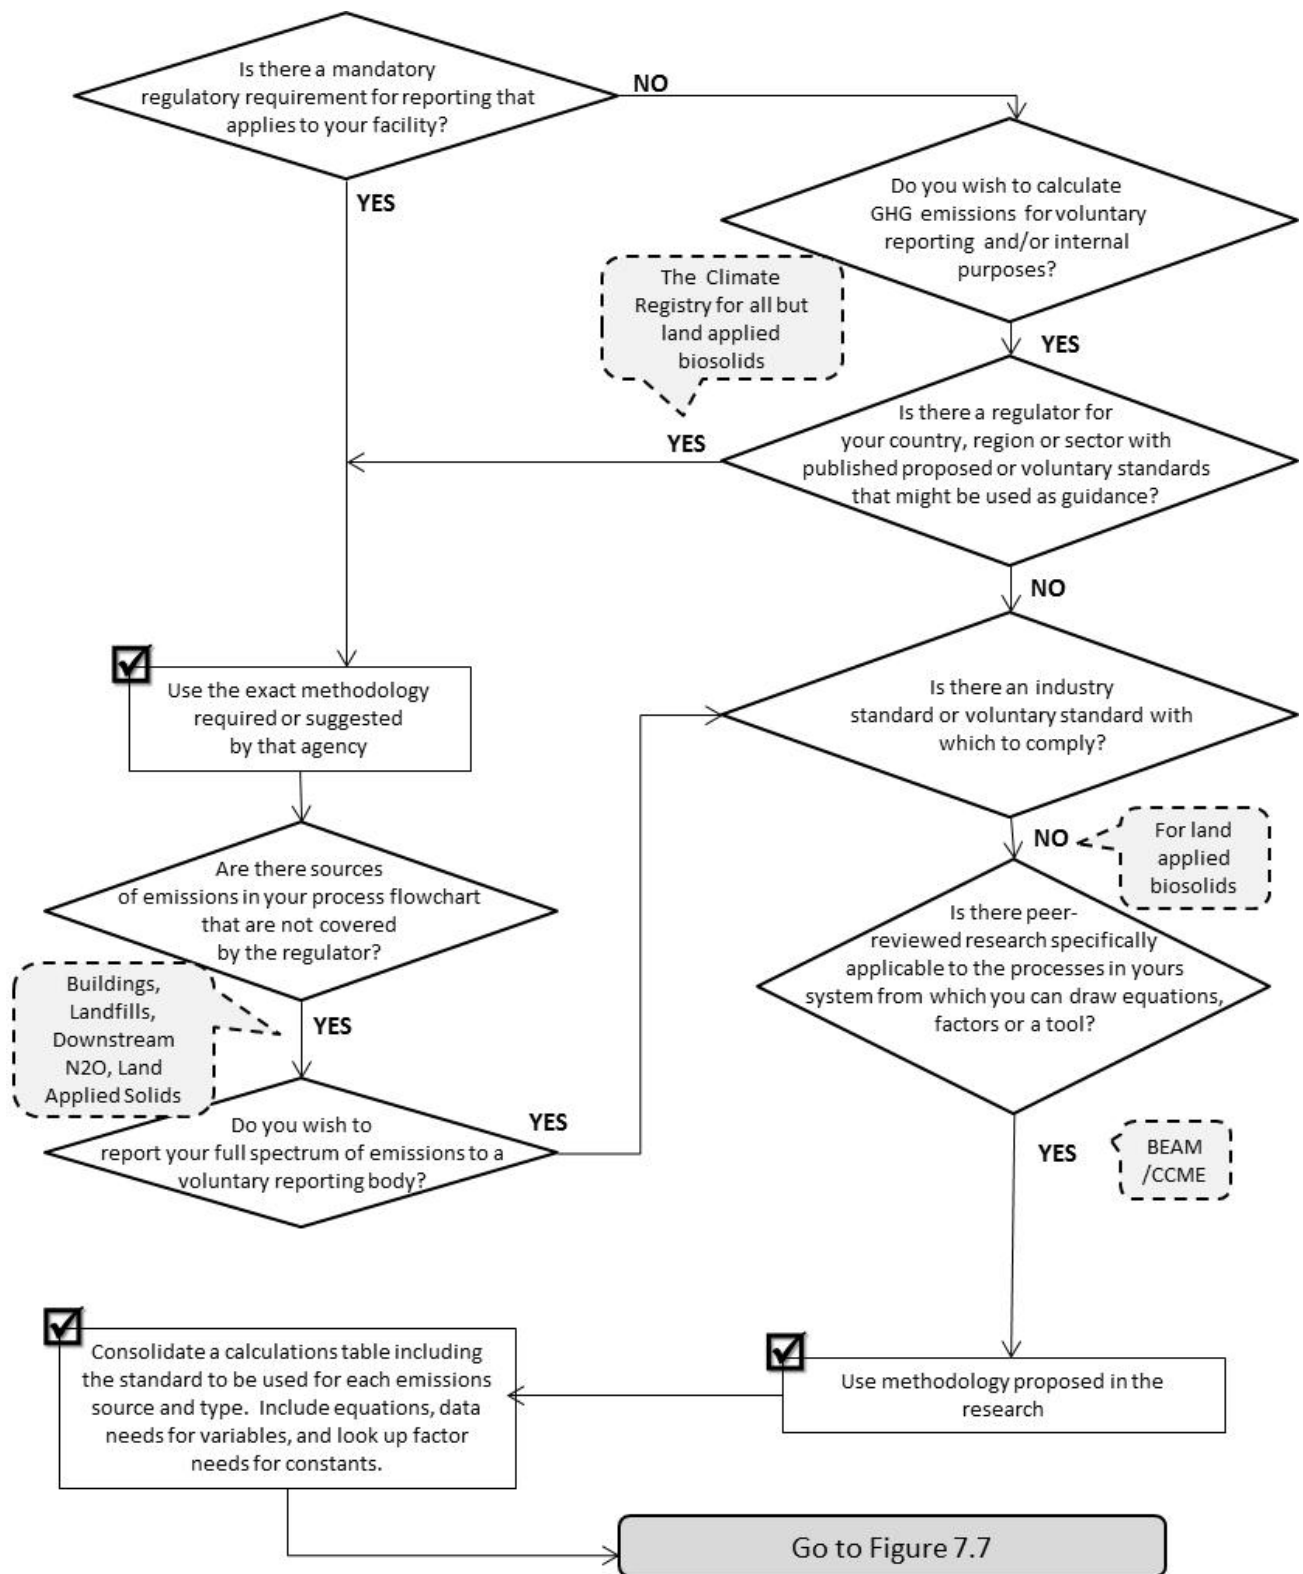 Is there a mandatory
regulatory requirement for reporting that
applies to your facility?
NO
YES
Do you wish to calculate
GHG emissions for voluntary
reporting and/or internal
purposes?
The Climate
Registry for all but
land applied
biosolids
YES
Is there a regulator for
your country, region or sector with
published proposed or voluntary standards
that might be used as guidance?
YES
NO
Use the exact methodology
required or suggested
by that agency
Is there an industry
standard or voluntary standard with
which to comply?
NO
For land
applied
biosolids
Are there sources
of emissions in your process flowchart
that are not covered
by the regulator?
Is there peer-
reviewed research specifically
applicable to the processes in yours
system from which you can draw equations,
factors or a tool?
Buildings,
Landfills,
Downstream
N2O, Land
Applied Solids
YES
Do you wish to
report your full spectrum of emissions to a
voluntary reporting body?
YES
YES
BEAM
/CCME
Consolidate a calculations table including
the standard to be used for each emissions
source and type. Include equations, data
needs for variables, and look up factor
needs for constants.
Use methodology proposed in the
research
Go to Figure 7.7